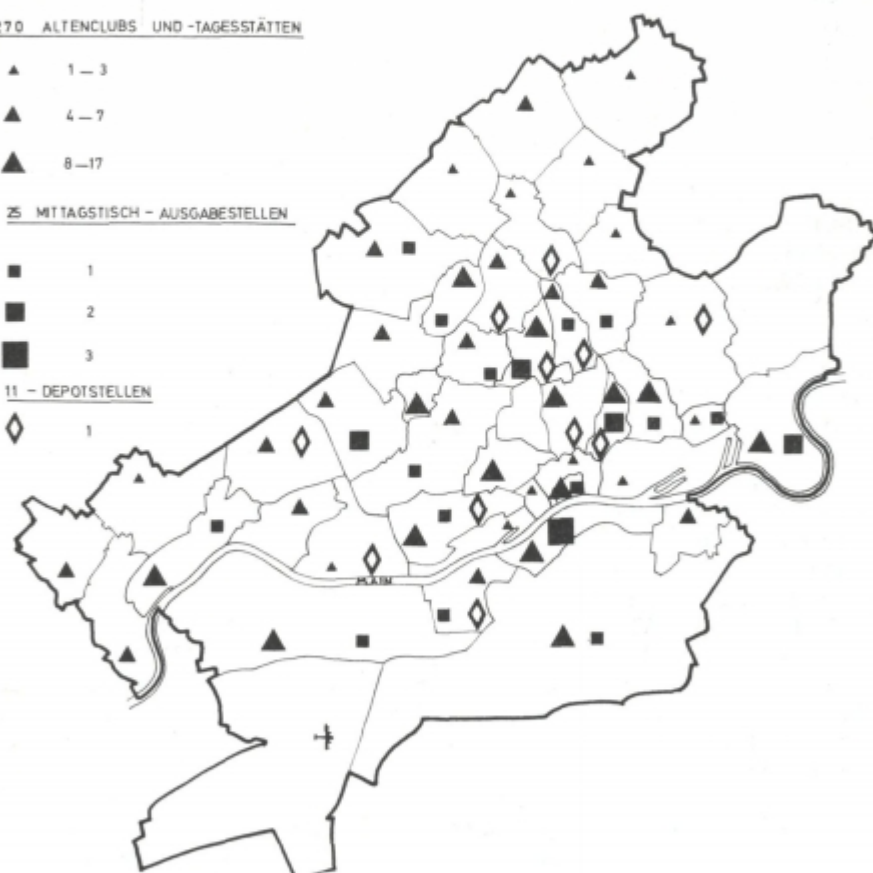 270 ALTENCLUBS UND -TAGESSTÄTTEN
1 — 3
4 — 7
8 —17
25 MITTAGSTISCH - AUSGABESTELLEN
1
2
3
11 - DEPOTSTELLEN
1
MAIN